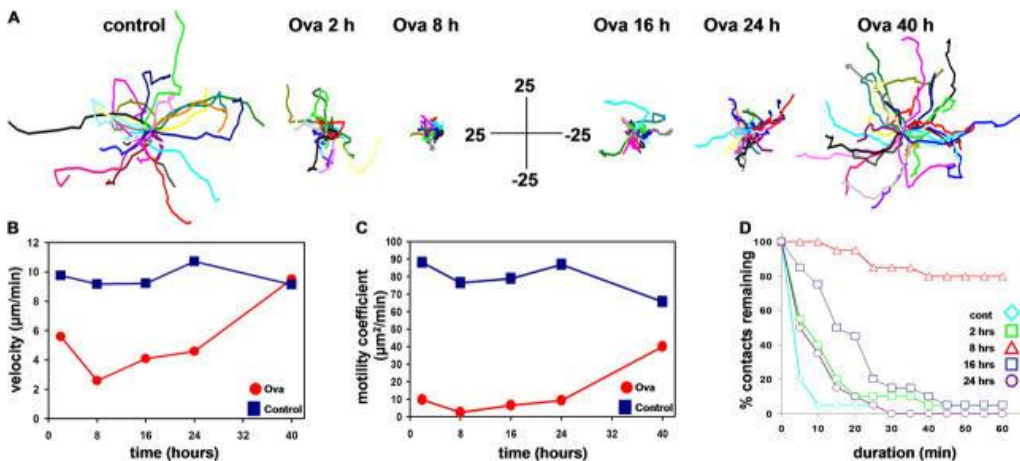 A
control
Ova 2 h
Ova 8 h
Ova 16 h
Ova 24 h
Ova 40 h
25
25
-25
-25
B
velocity (µm/min)
12
10
8
6
4
2
0
0
8
16
24
32
40
time (hours)
Ova
Control
C
motility coefficient
(µm²/min)
100
90
80
70
60
50
40
30
20
10
0
0
8
16
24
32
40
time (hours)
Ova
Control
D
% contacts remaining
100
80
60
40
20
0
0
10
20
30
40
50
60
duration (min)
cont
2 hrs
8 hrs
16 hrs
24 hrs